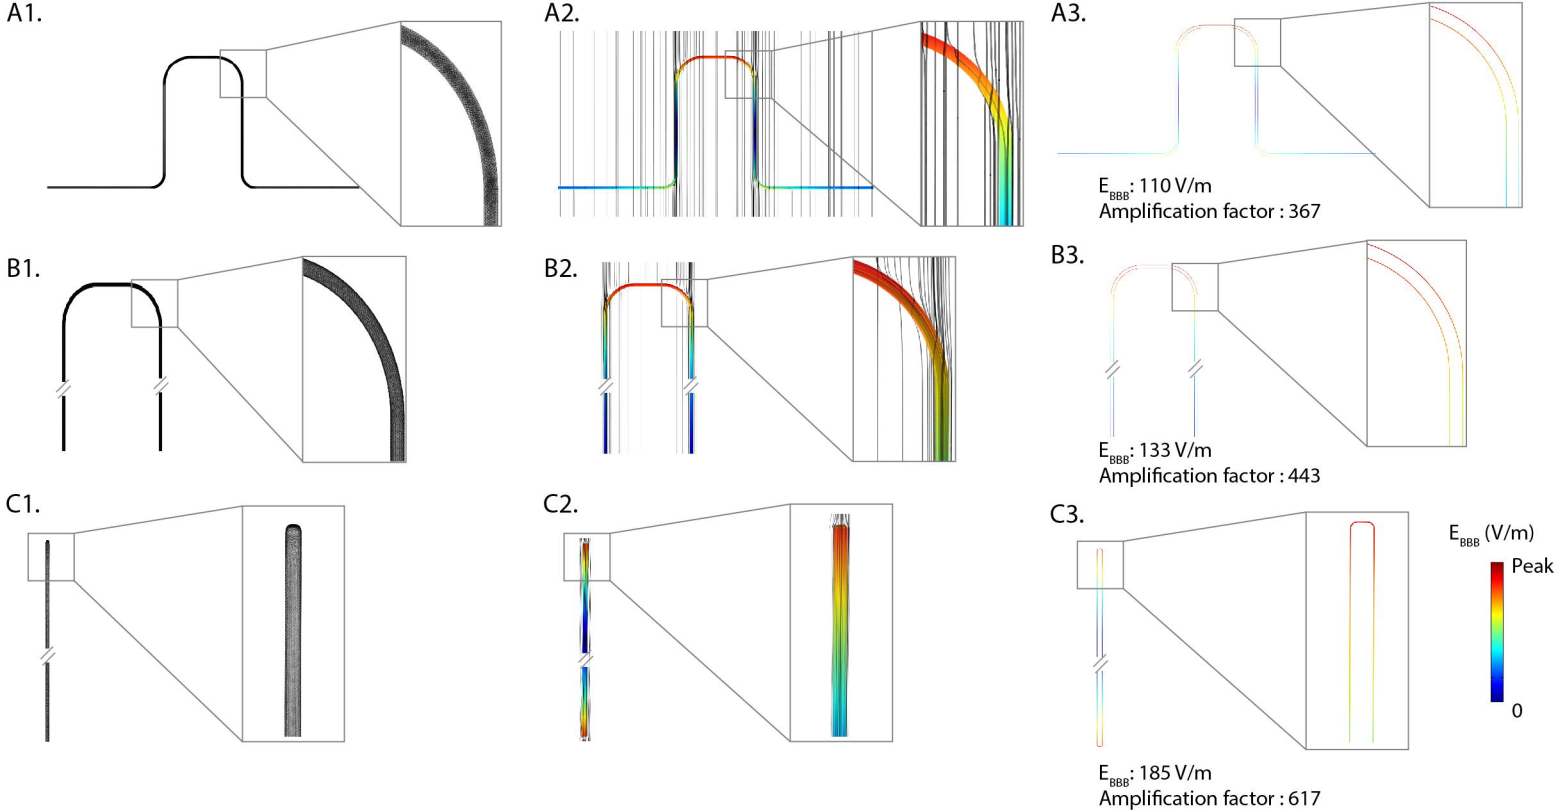 A1.
A2.
A3.
E_BBB: 110 V/m
Amplification factor : 367
B1.
B2.
B3.
E_BBB: 133 V/m
Amplification factor : 443
C1.
C2.
C3.
E_BBB (V/m)
Peak
0
E_BBB: 185 V/m
Amplification factor : 617